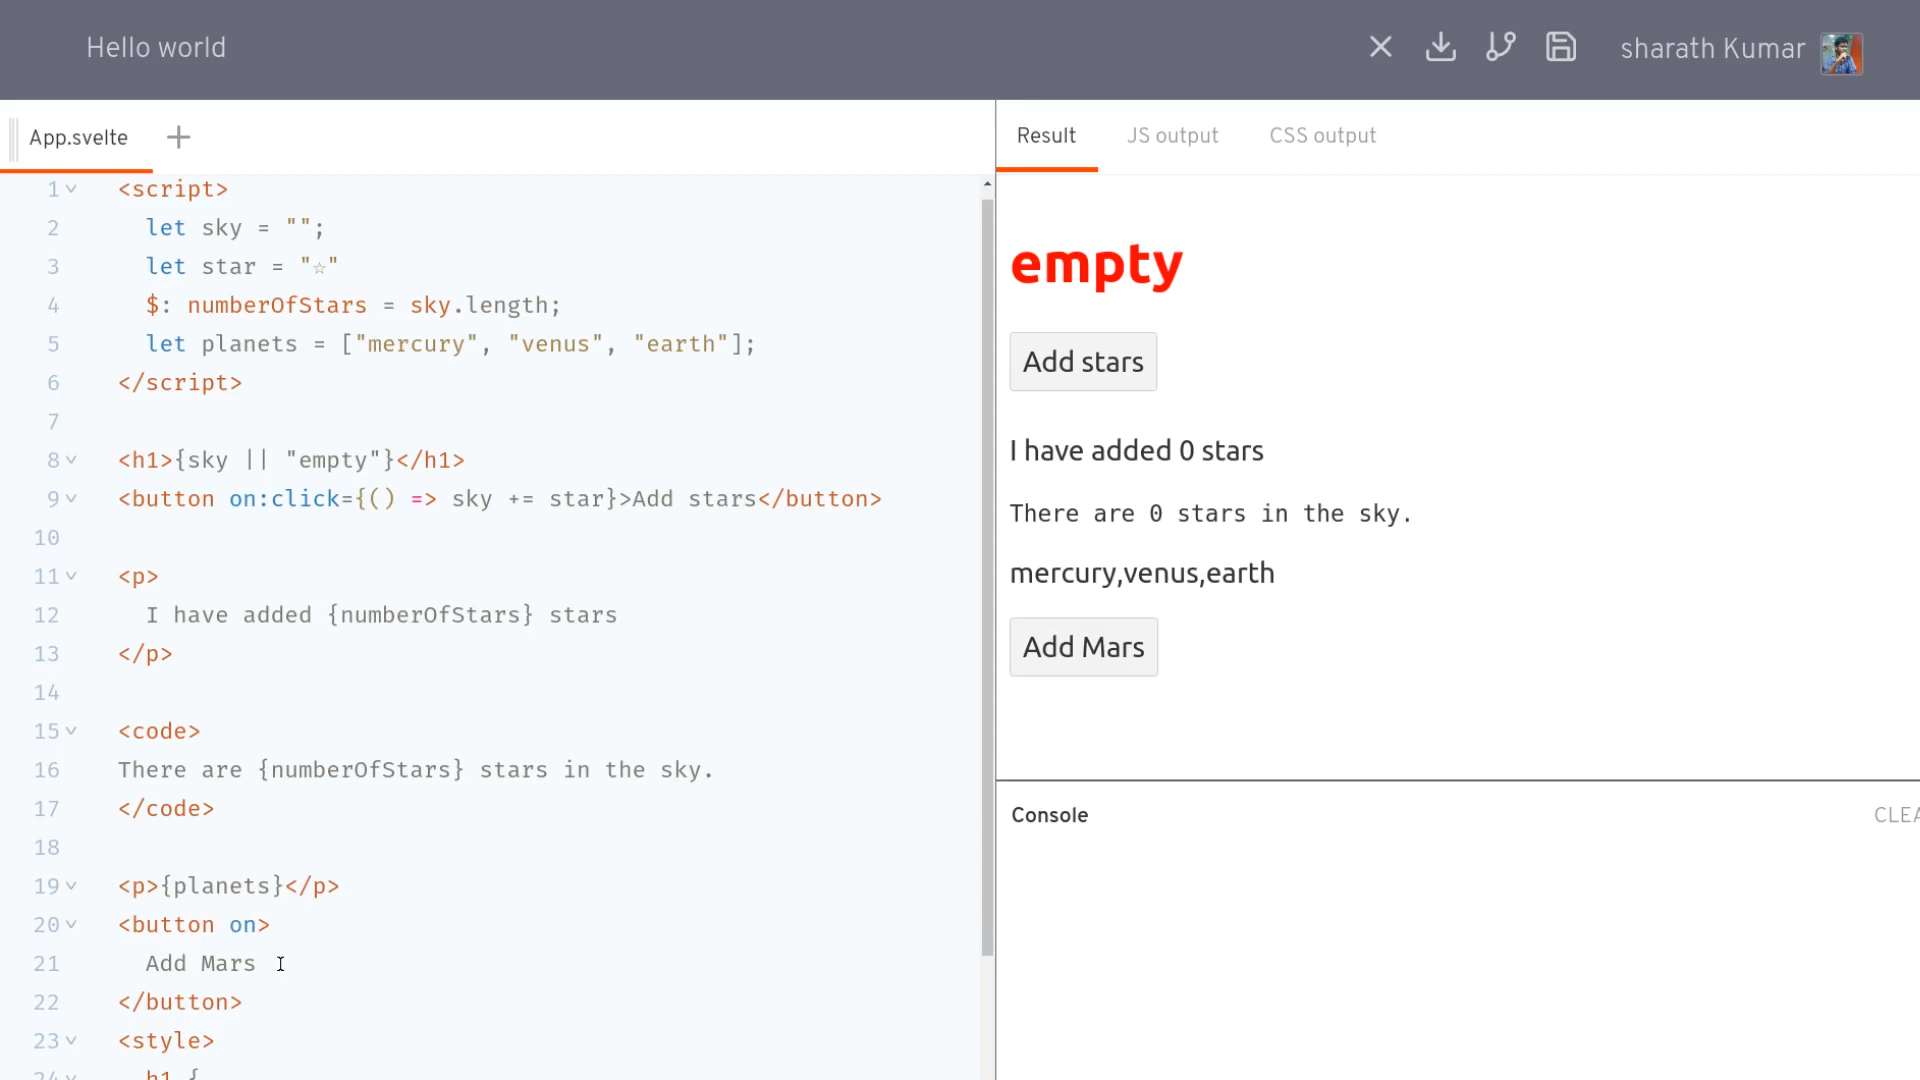 Hello world
sharath Kumar
App.svelte
Result JS output CSS output
1 <script>
2 let sky = "";
3 let star = "☆"
4 $: numberOfStars = sky.length;
5 let planets = ["mercury", "venus", "earth"];
6 </script>
7
8 <h1>{sky || "empty"}</h1>
9 <button on:click={() => sky += star}>Add stars</button>
10
11 <p>
12 I have added {numberOfStars} stars
13 </p>
14
15 <code>
16 There are {numberOfStars} stars in the sky.
17 </code>
18
19 <p>{planets}</p>
20 <button on>
21 Add Mars
22 </button>
23 <style>
24 h1 {
empty
Add stars
I have added 0 stars
There are 0 stars in the sky.
mercury,venus,earth
Add Mars
Console
CLEA